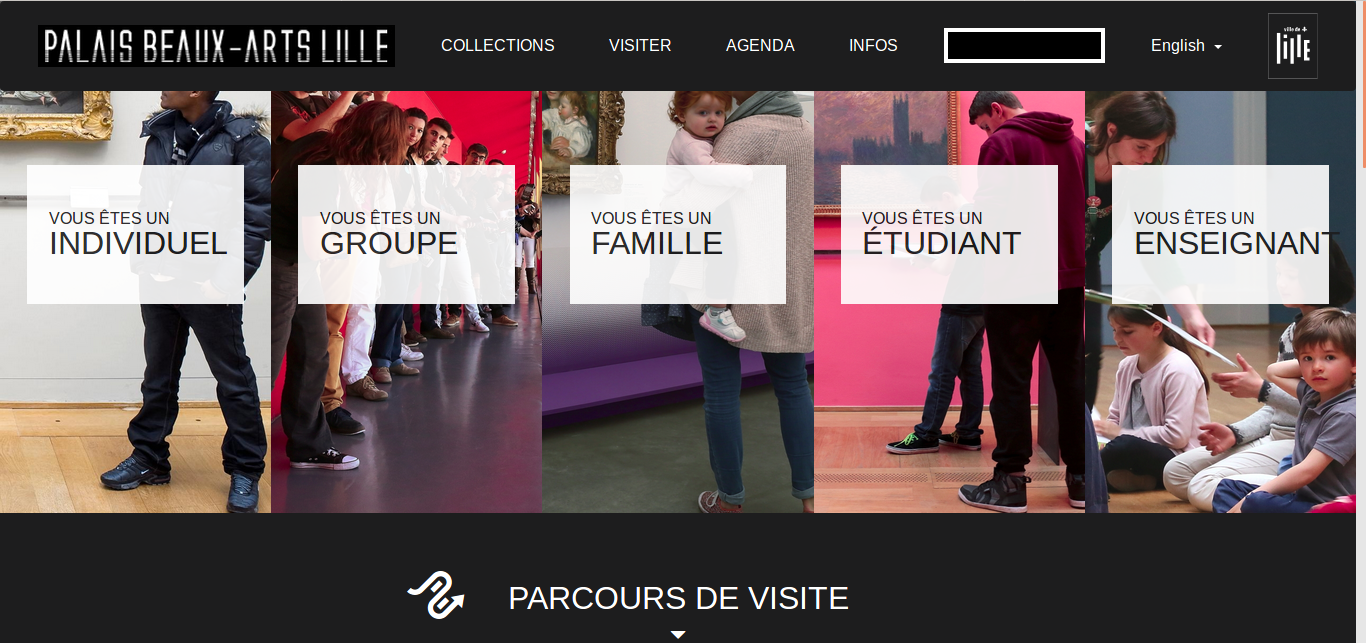 PALAIS BEAUX-ARTS LILLE
COLLECTIONS
VISITER
AGENDA
INFOS
English
ville de
lille
VOUS ÊTES UN
INDIVIDUEL
VOUS ÊTES UN
GROUPE
VOUS ÊTES UN
FAMILLE
VOUS ÊTES UN
ÉTUDIANT
VOUS ÊTES UN
ENSEIGNANT
PARCOURS DE VISITE